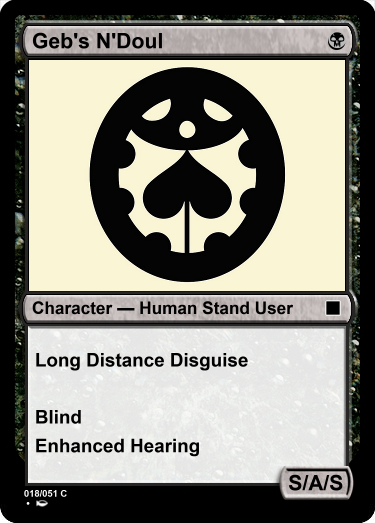 Geb's N'Doul
Character — Human Stand User
Long Distance Disguise
Blind
Enhanced Hearing
S/A/S
018/051 C